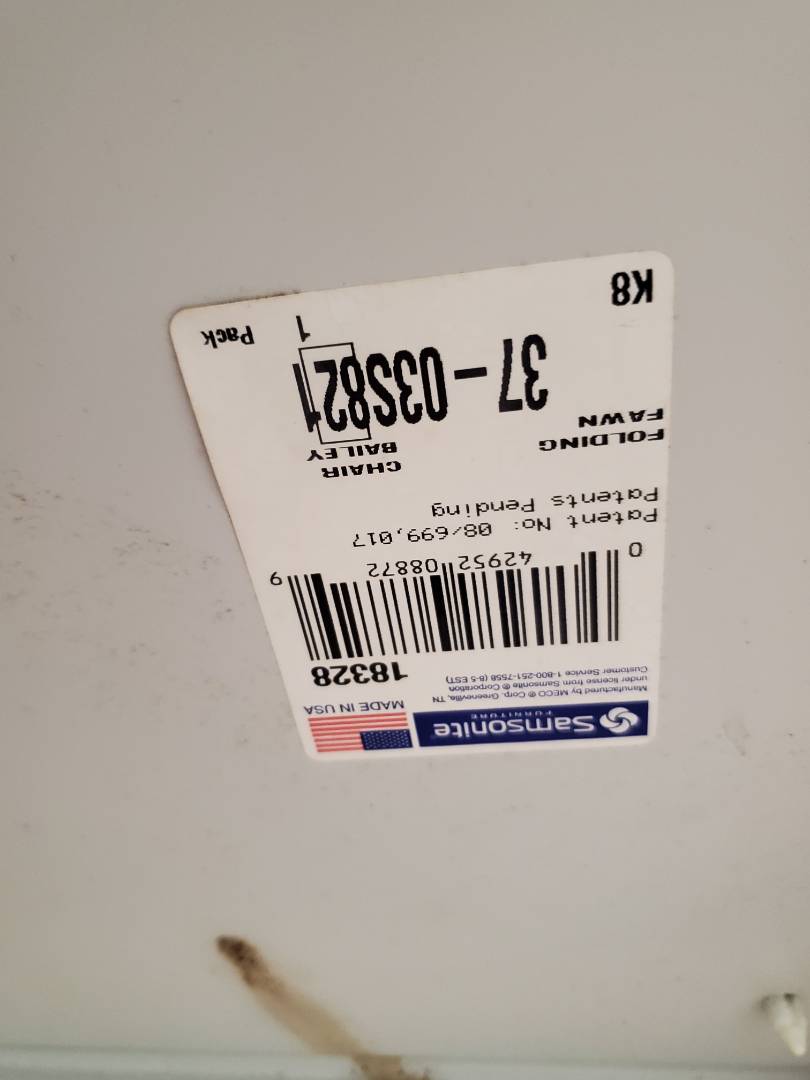 Samsonite™
FURNITURE
MADE IN USA
Manufactured by MECO® Corp. Greeneville, TN
under license from Samsonite® Corporation
Customer Service 1-800-251-7558 (8-5 EST)
18328
0 42952 08872 9
Patent No: 08/699,017
Patents Pending
FOLDING CHAIR
FAWN BAILEY
37-03S821
K8 1 Pack